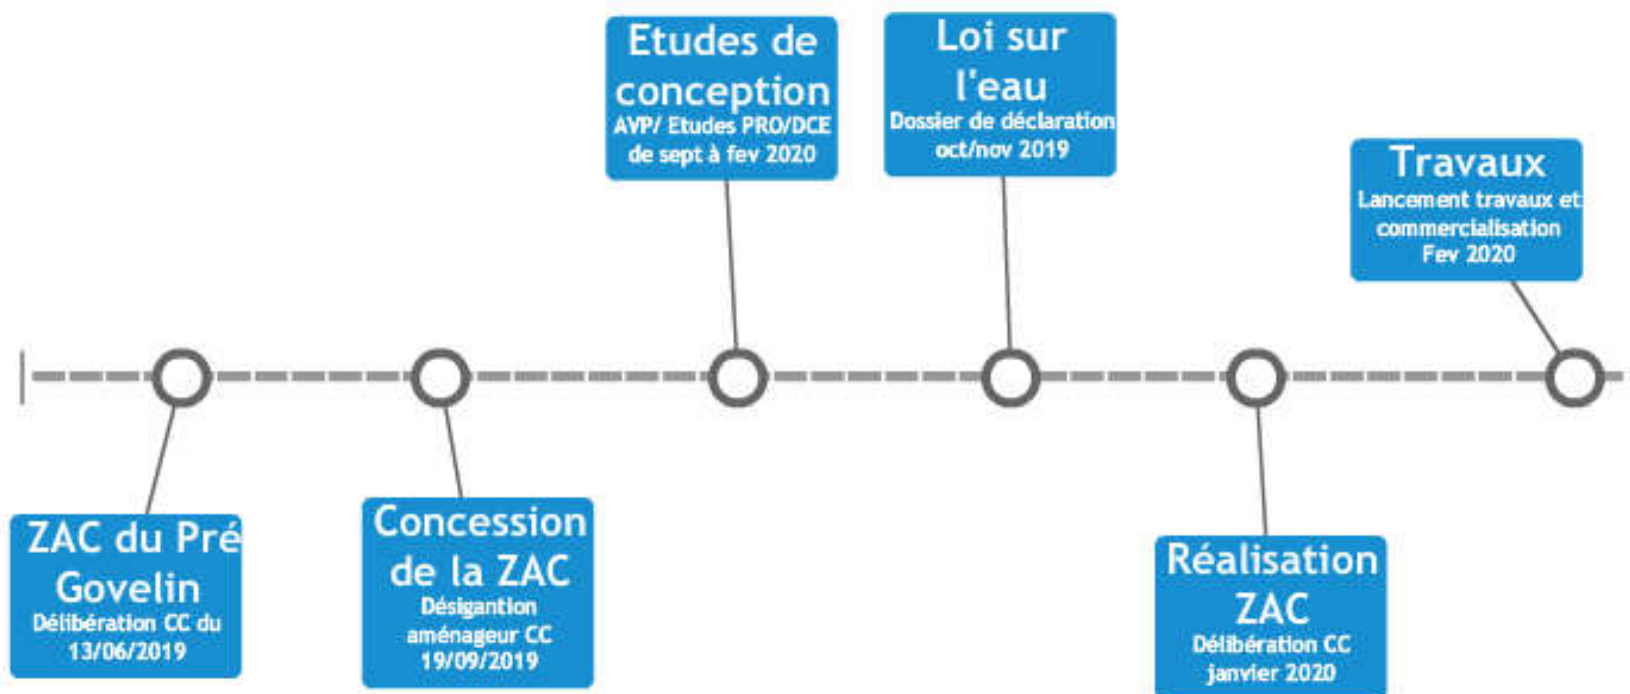 ZAC du Pré
Govelin
Délibération CC du
13/06/2019
Concession
de la ZAC
Désigantion
aménageur CC
19/09/2019
Etudes de
conception
AVP/ Etudes PRO/DCE
de sept à fev 2020
Loi sur
l'eau
Dossier de déclaration
oct/nov 2019
Réalisation
ZAC
Délibération CC
janvier 2020
Travaux
Lancement travaux et
commercialisation
Fev 2020